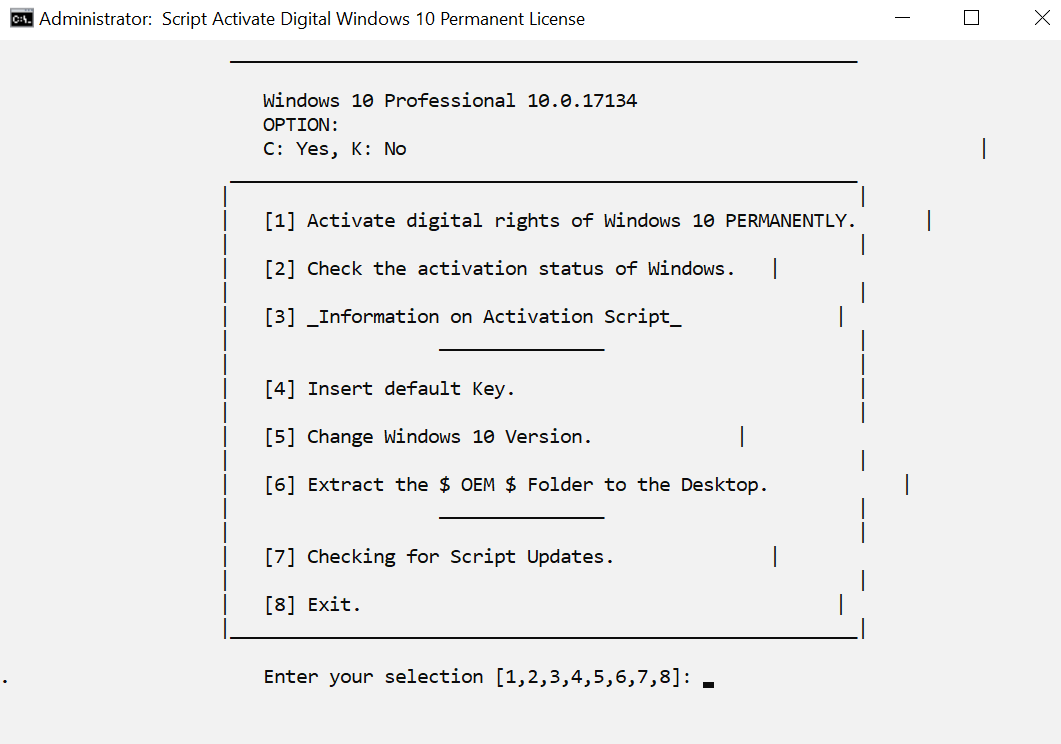 Administrator:  Script Activate Digital Windows 10 Permanent License
Windows 10 Professional 10.0.17134
OPTION:
C: Yes, K: No
[1] Activate digital rights of Windows 10 PERMANENTLY.
[2] Check the activation status of Windows.
[3] _Information on Activation Script_
[4] Insert default Key.
[5] Change Windows 10 Version.
[6] Extract the $ OEM $ Folder to the Desktop.
[7] Checking for Script Updates.
[8] Exit.
. Enter your selection [1,2,3,4,5,6,7,8]: